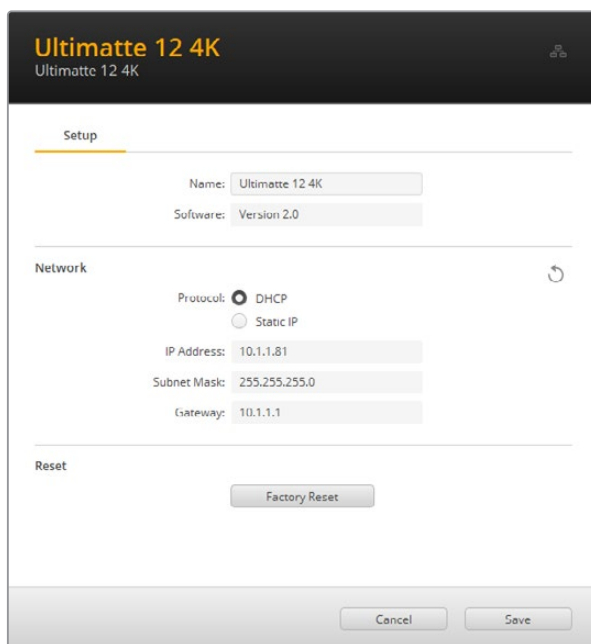 Ultimatte 12 4K
Ultimatte 12 4K
Setup
Name: Ultimatte 12 4K
Software: Version 2.0
Network
Protocol: DHCP
Static IP
IP Address: 10.1.1.81
Subnet Mask: 255.255.255.0
Gateway: 10.1.1.1
Reset
Factory Reset
Cancel Save